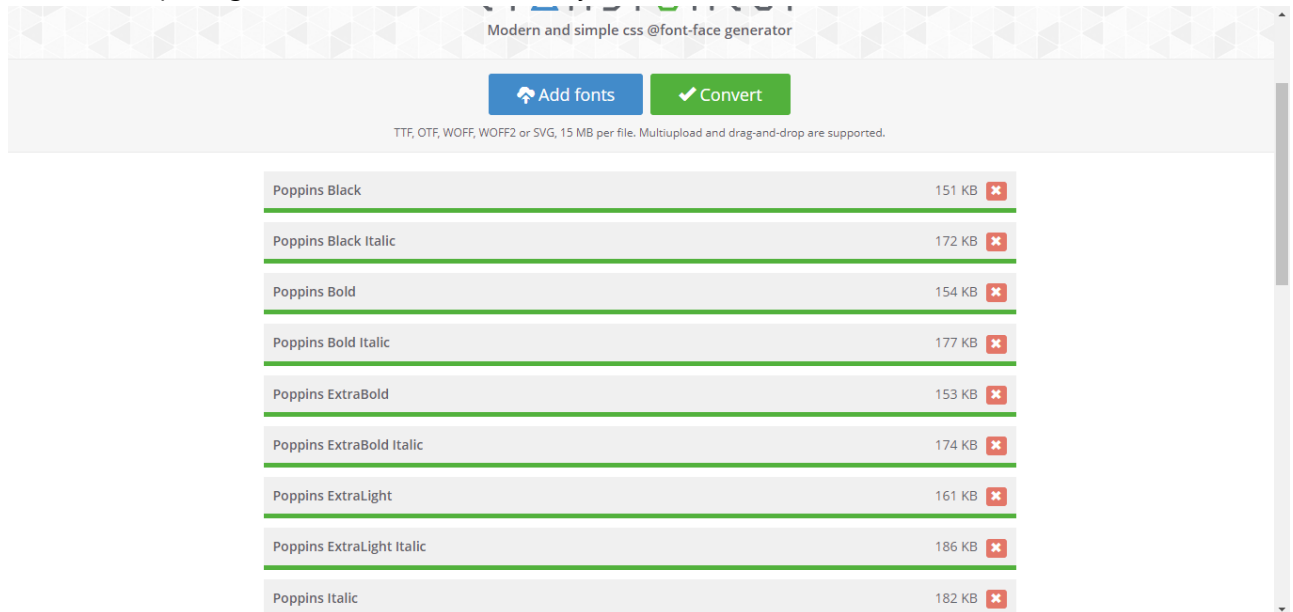 Modern and simple css @font-face generator
Add fonts
Convert
TTF, OTF, WOFF, WOFF2 or SVG, 15 MB per file. Multiupload and drag-and-drop are supported.
Poppins Black 151 KB
Poppins Black Italic 172 KB
Poppins Bold 154 KB
Poppins Bold Italic 177 KB
Poppins ExtraBold 153 KB
Poppins ExtraBold Italic 174 KB
Poppins ExtraLight 161 KB
Poppins ExtraLight Italic 186 KB
Poppins Italic 182 KB